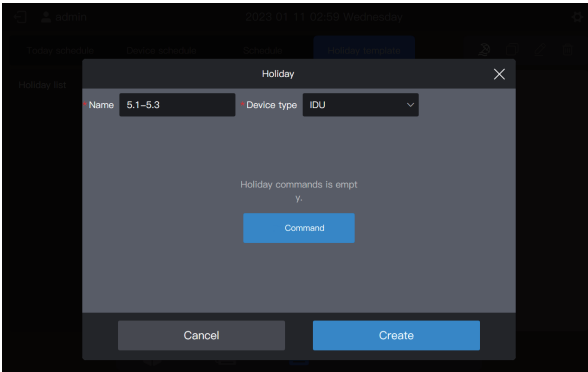 admin 2023 01 11 02:59 Wednesday
Today schedule Device schedule Schedule Holiday template
Holiday
Holiday list
*Name 5.1-5.3 *Device type IDU
Holiday commands is empt
y.
Command
Cancel Create